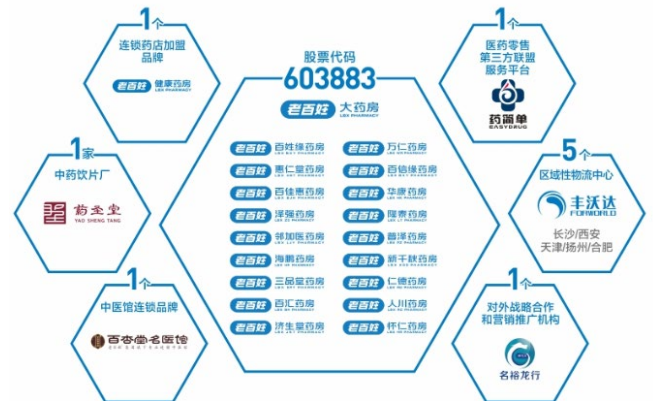 1个
连锁药店加盟
品牌
老百姓 健康药房
LBX PHARMACY
1家
中药饮片厂
药圣堂
YAO SHENG TANG
1个
中医馆连锁品牌
百杏堂名医馆
股票代码
603883
老百姓 大药房
LBX PHARMACY
老百姓 百姓缘药房
老百姓 万仁药房
老百姓 惠仁堂药房
老百姓 百信缘药房
老百姓 百佳惠药房
老百姓 华康药房
老百姓 泽强药房
老百姓 隆泰药房
老百姓 邻加医药房
老百姓 普泽药房
老百姓 海鹏药房
老百姓 新千秋药房
老百姓 三品堂药房
老百姓 仁德药房
老百姓 百汇药房
老百姓 人川药房
老百姓 济生堂药房
老百姓 怀仁药房
1个
医药零售
第三方联盟
服务平台
药简单
EASYDRUG
5个
区域性物流中心
丰沃达
FORWORLD
长沙/西安
天津/扬州/合肥
1个
对外战略合作
和营销推广机构
名裕龙行